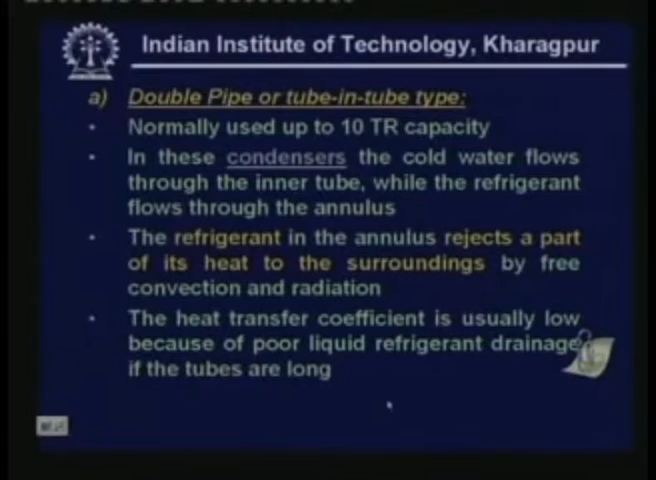 Indian Institute of Technology, Kharagpur
a) Double Pipe or tube-in-tube type:
• Normally used up to 10 TR capacity
• In these condensers the cold water flows
through the inner tube, while the refrigerant
flows through the annulus
• The refrigerant in the annulus rejects a part
of its heat to the surroundings by free
convection and radiation
• The heat transfer coefficient is usually low
because of poor liquid refrigerant drainage
if the tubes are long